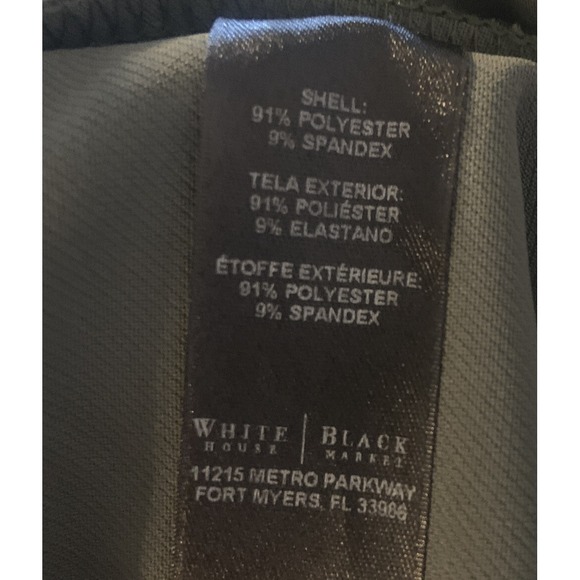 SHELL:
91% POLYESTER
9% SPANDEX
TELA EXTERIOR:
91% POLIÉSTER
9% ELASTANO
ÉTOFFE EXTÉRIEURE:
91% POLYESTER
9% SPANDEX
WHITE | BLACK
HOUSE MARKET
11215 METRO PARKWAY
FORT MYERS, FL 33966